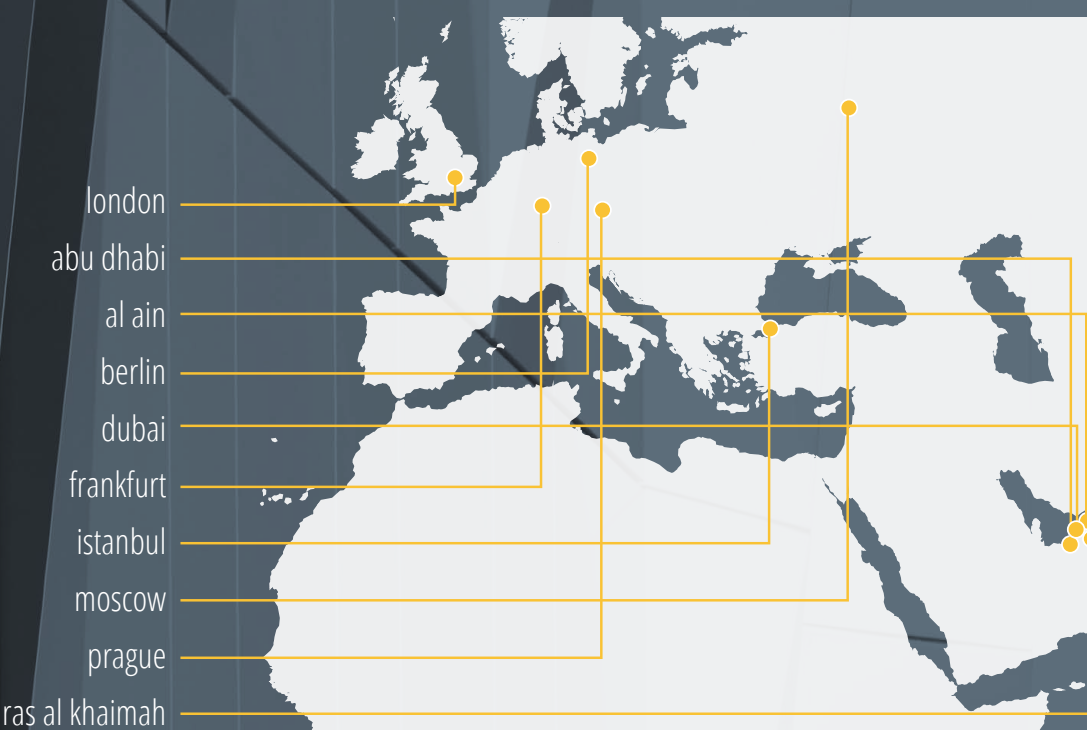 london
abu dhabi
al ain
berlin
dubai
frankfurt
istanbul
moscow
prague
ras al khaimah